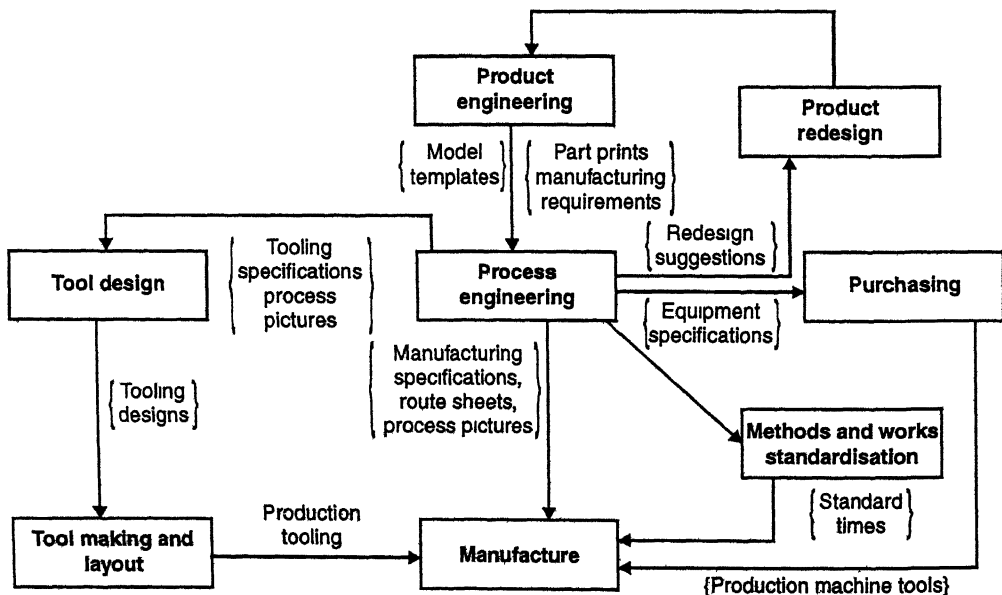 Product
engineering
Product
redesign
{Model
templates}
{Part prints
manufacturing
requirements}
{Redesign
suggestions}
Tool design
{Tooling
specifications
process
pictures}
Process
engineering
Purchasing
{Equipment
specifications}
{Manufacturing
specifications,
route sheets,
process pictures}
{Tooling
designs}
Methods and works
standardisation
{Standard
times}
Tool making and
layout
Production
tooling
Manufacture
{Production machine tools}